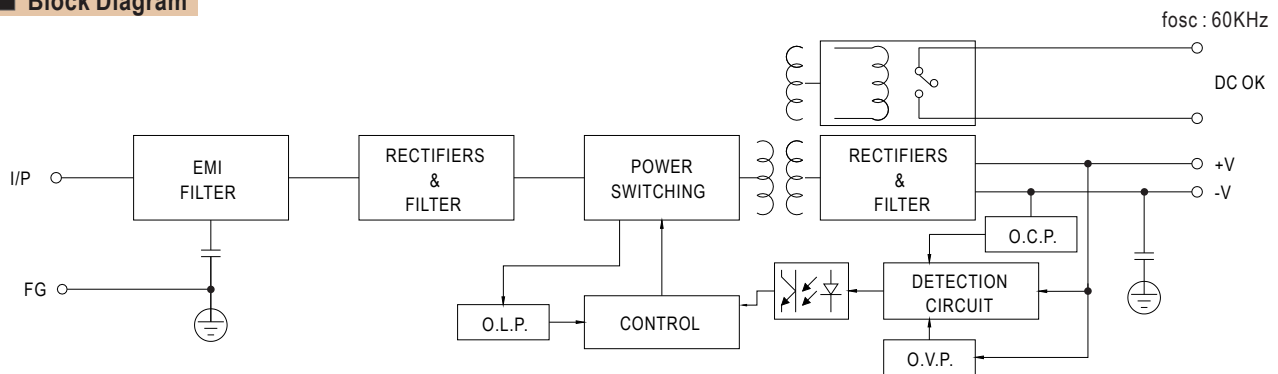 Block Diagram
fosc : 60KHz
DC OK
I/P
EMI
FILTER
RECTIFIERS
&
FILTER
POWER
SWITCHING
RECTIFIERS
&
FILTER
+V
-V
O.C.P.
FG
O.L.P.
CONTROL
DETECTION
CIRCUIT
O.V.P.